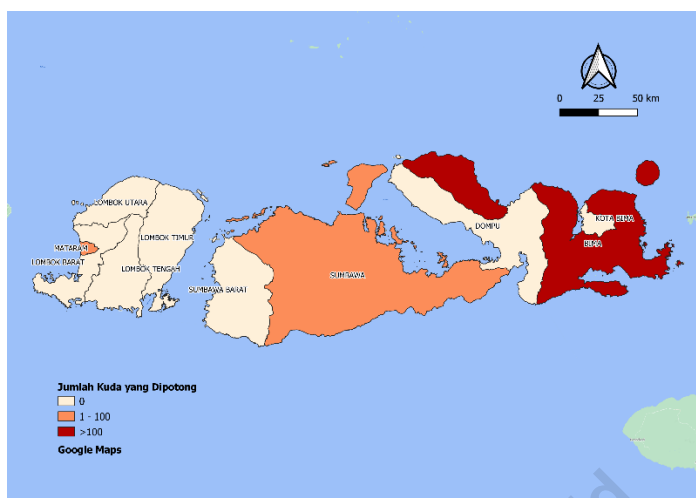 0 25 50 km
LOMBOK UTARA
LOMBOK TIMUR
MATARAM
LOMBOK BARAT
LOMBOK TENGAH
SUMBAWA BARAT
SUMBAWA
DOMPU
KOTA BIMA
BIMA
Jumlah Kuda yang Dipotong
0
1 - 100
>100
Google Maps